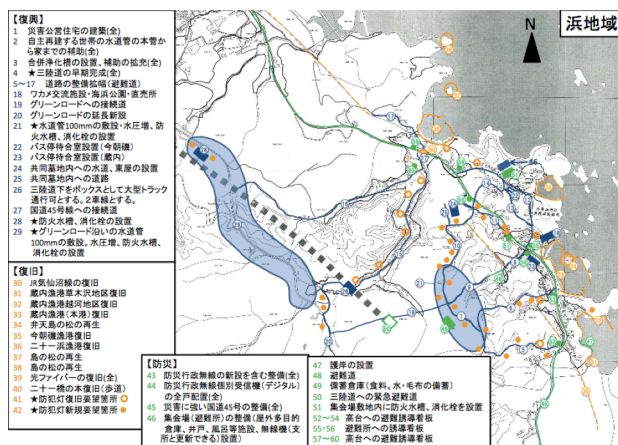 浜地域
N
【復興】
1 災害公営住宅の建築(全)
2 自主再建する世帯の水道管の本管から家までの補助(全)
3 合併浄化槽の設置、補助の拡充(全)
4 ★三陸道の早期完成(全)
5~17 道路の整備拡幅(避難道)
18 ワカメ交流施設・海浜公園・直売所
19 グリーンロードへの接続道
20 グリーンロードの延長新設
21 ★水道管100mmの敷設・水圧増、防火水槽、消化栓の設置
22 バス停待合室設置(今朝磯)
23 バス停待合室設置(蔵内)
24 共同墓地内への水道、東屋の設置
25 共同墓地内への道路
26 三陸道下をボックスとして大型トラック通行可とする。2車線とする。
27 国道45号線への接続道
28 ★防火水槽、消化栓の設置
29 ★グリーンロード沿いの水道管100mmの敷設、水圧増、防火水槽、消化栓の設置
【復旧】
30 JR気仙沼線の復旧
31 蔵内漁港草木沢地区復旧
32 蔵内漁港越河地区復旧
33 蔵内漁港(本港)復旧
34 弁天島の松の再生
35 今朝磯漁港復旧
36 二十一浜漁港復旧
37 島の松の再生
38 島の松の再生
39 光ファイバーの復旧(全)
40 二十一橋の本復旧(歩道)
41 ★防犯灯復旧要望箇所
42 ★防犯灯新規要望箇所
【防災】
43 防災行政無線の新設を含む整備(全)
44 防災行政無線個別受信機(デジタル)の全戸配置(全)
45 災害に強い国道45号の整備(全)
46 集会場(避難所)の整備(屋外多目的倉庫、井戸、風呂等施設、無線機(支所と更新できる)設置)
47 護岸の設置
48 避難道
49 備蓄倉庫(食料、水・毛布の備蓄)
50 三陸道への緊急避難道
51 集会場敷地内に防火水槽、消化栓を設置
52~54 高台への避難誘導看板
55・56 避難所への誘導看板
57~60 高台への避難誘導看板